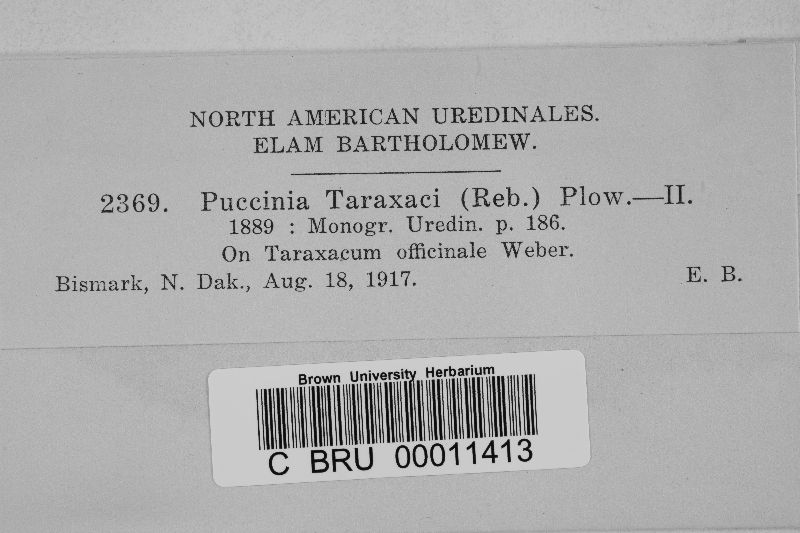 NORTH AMERICAN UREDINALES.
ELAM BARTHOLOMEW.
2369. Puccinia Taraxaci (Reb.) Plow.—II.
1889 : Monogr. Uredin. p. 186.
On Taraxacum officinale Weber.
Bismark, N. Dak., Aug. 18, 1917. E. B.
Brown University Herbarium
C BRU 00011413